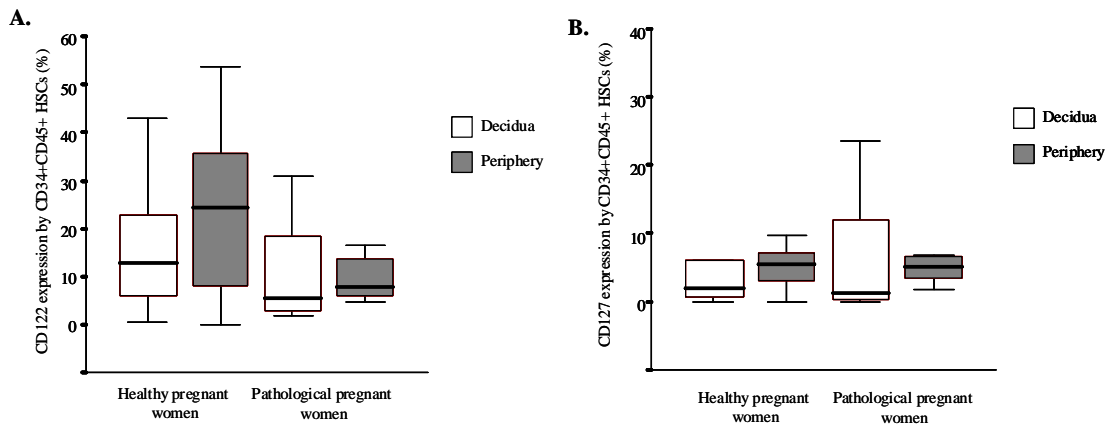 A.
CD122 expression by CD34+CD45+ HSCs (%)
60
50
40
30
20
10
0
Decidua
Periphery
Healthy pregnant
women
Pathological pregnant
women
B.
CD127 expression by CD34+CD45+ HSCs (%)
40
30
20
10
0
Decidua
Periphery
Healthy pregnant
women
Pathological pregnant
women